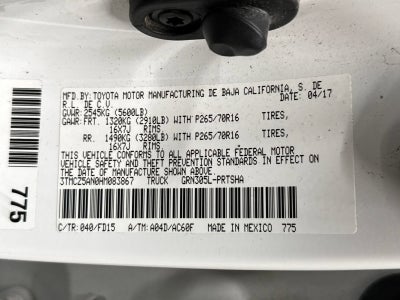 MFD.BY:TOYOTA MOTOR MANUFACTURING DE BAJA CALIFORNIA, S. DE
R.L. DE C.V. DATE: 04/17
GVWR:2545KG (5600LB)
GAWR:FRT. 1320KG (2910LB) WITH P265/70R16 TIRES,
16X7J RIMS
RR. 1490KG (3280LB) WITH P265/70R16 TIRES,
16X7J RIMS
THIS VEHICLE CONFORMS TO ALL APPLICABLE FEDERAL MOTOR
VEHICLE SAFETY AND THEFT PREVENTION STANDARDS IN EFFECT ON
THE DATE OF MANUFACTURE SHOWN ABOVE.
3TMCZ5AN0HM083867 TRUCK GRN305L-PRTSHA
C/TR: 040/FD15 A/TM: A04D/AC60F MADE IN MEXICO 775
775